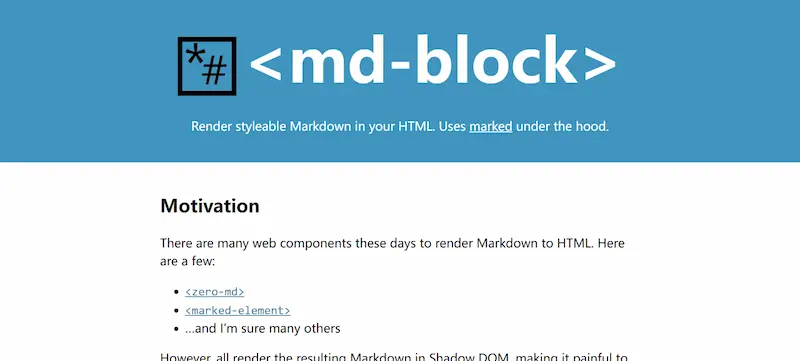 *# <md-block>
Render styleable Markdown in your HTML. Uses marked under the hood.
Motivation
There are many web components these days to render Markdown to HTML. Here
are a few:
• <zero-md>
• <marked-element>
• …and I'm sure many others
However, all render the resulting Markdown in Shadow DOM, making it painful to